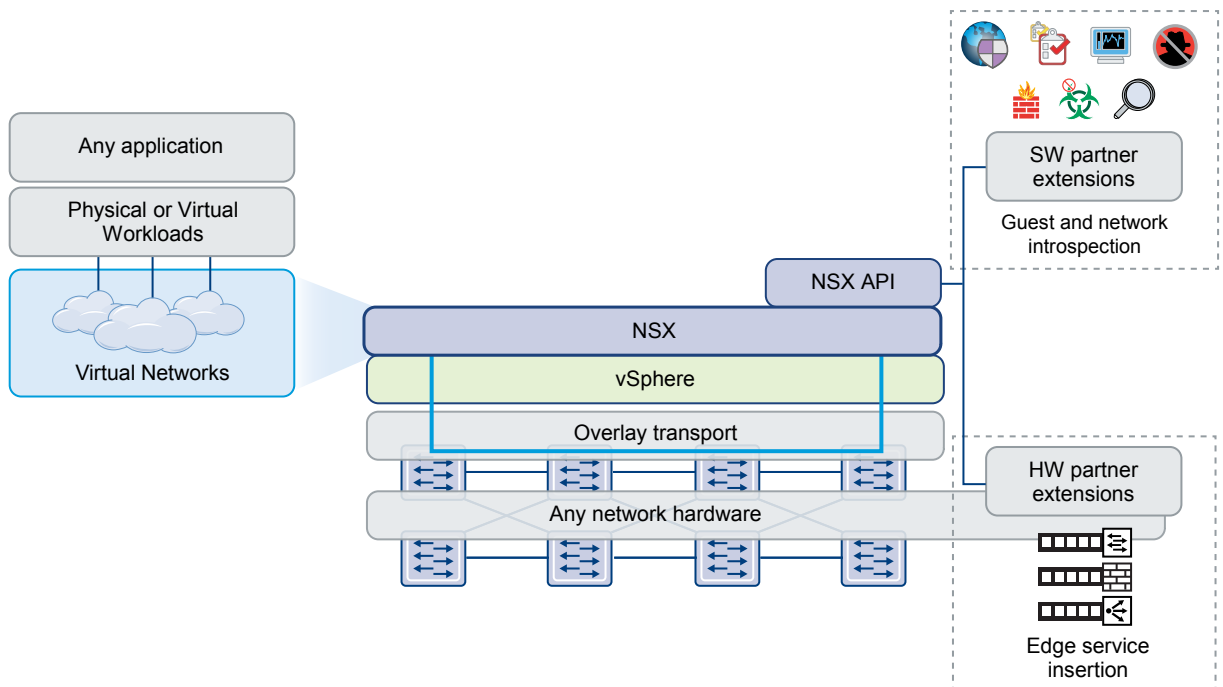 Any application
Physical or Virtual
Workloads
Virtual Networks
NSX API
NSX
vSphere
Overlay transport
Any network hardware
SW partner
extensions
Guest and network
introspection
HW partner
extensions
Edge service
insertion